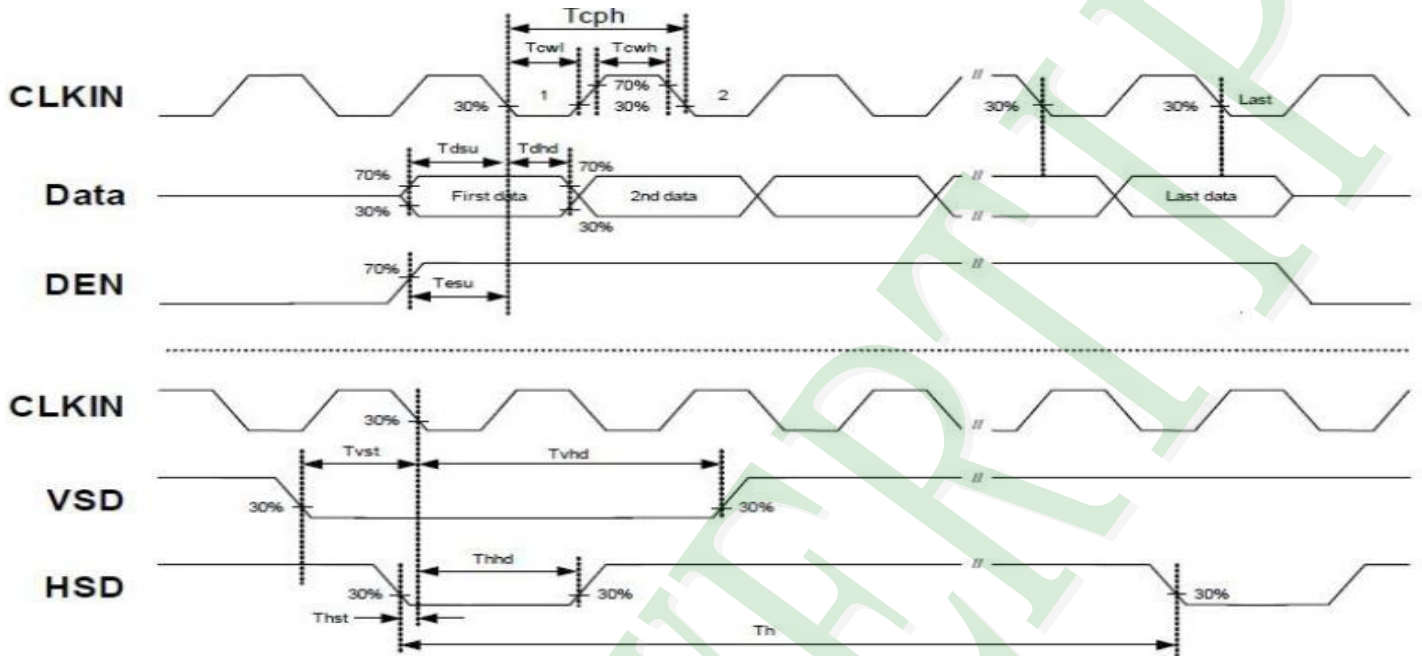 Tcph
Tcwl Tcwh
CLKIN 30% 1 70% 30% 2 30% 30% Last
Tdsu Tdhd
Data 70% 30% First data 70% 30% 2nd data // Last data
DEN 70% Tesu //
CLKIN 30% //
Tvst Tvhd
VSD 30% 30% //
Thhd
HSD 30% 30% // 30%
Thst
Th